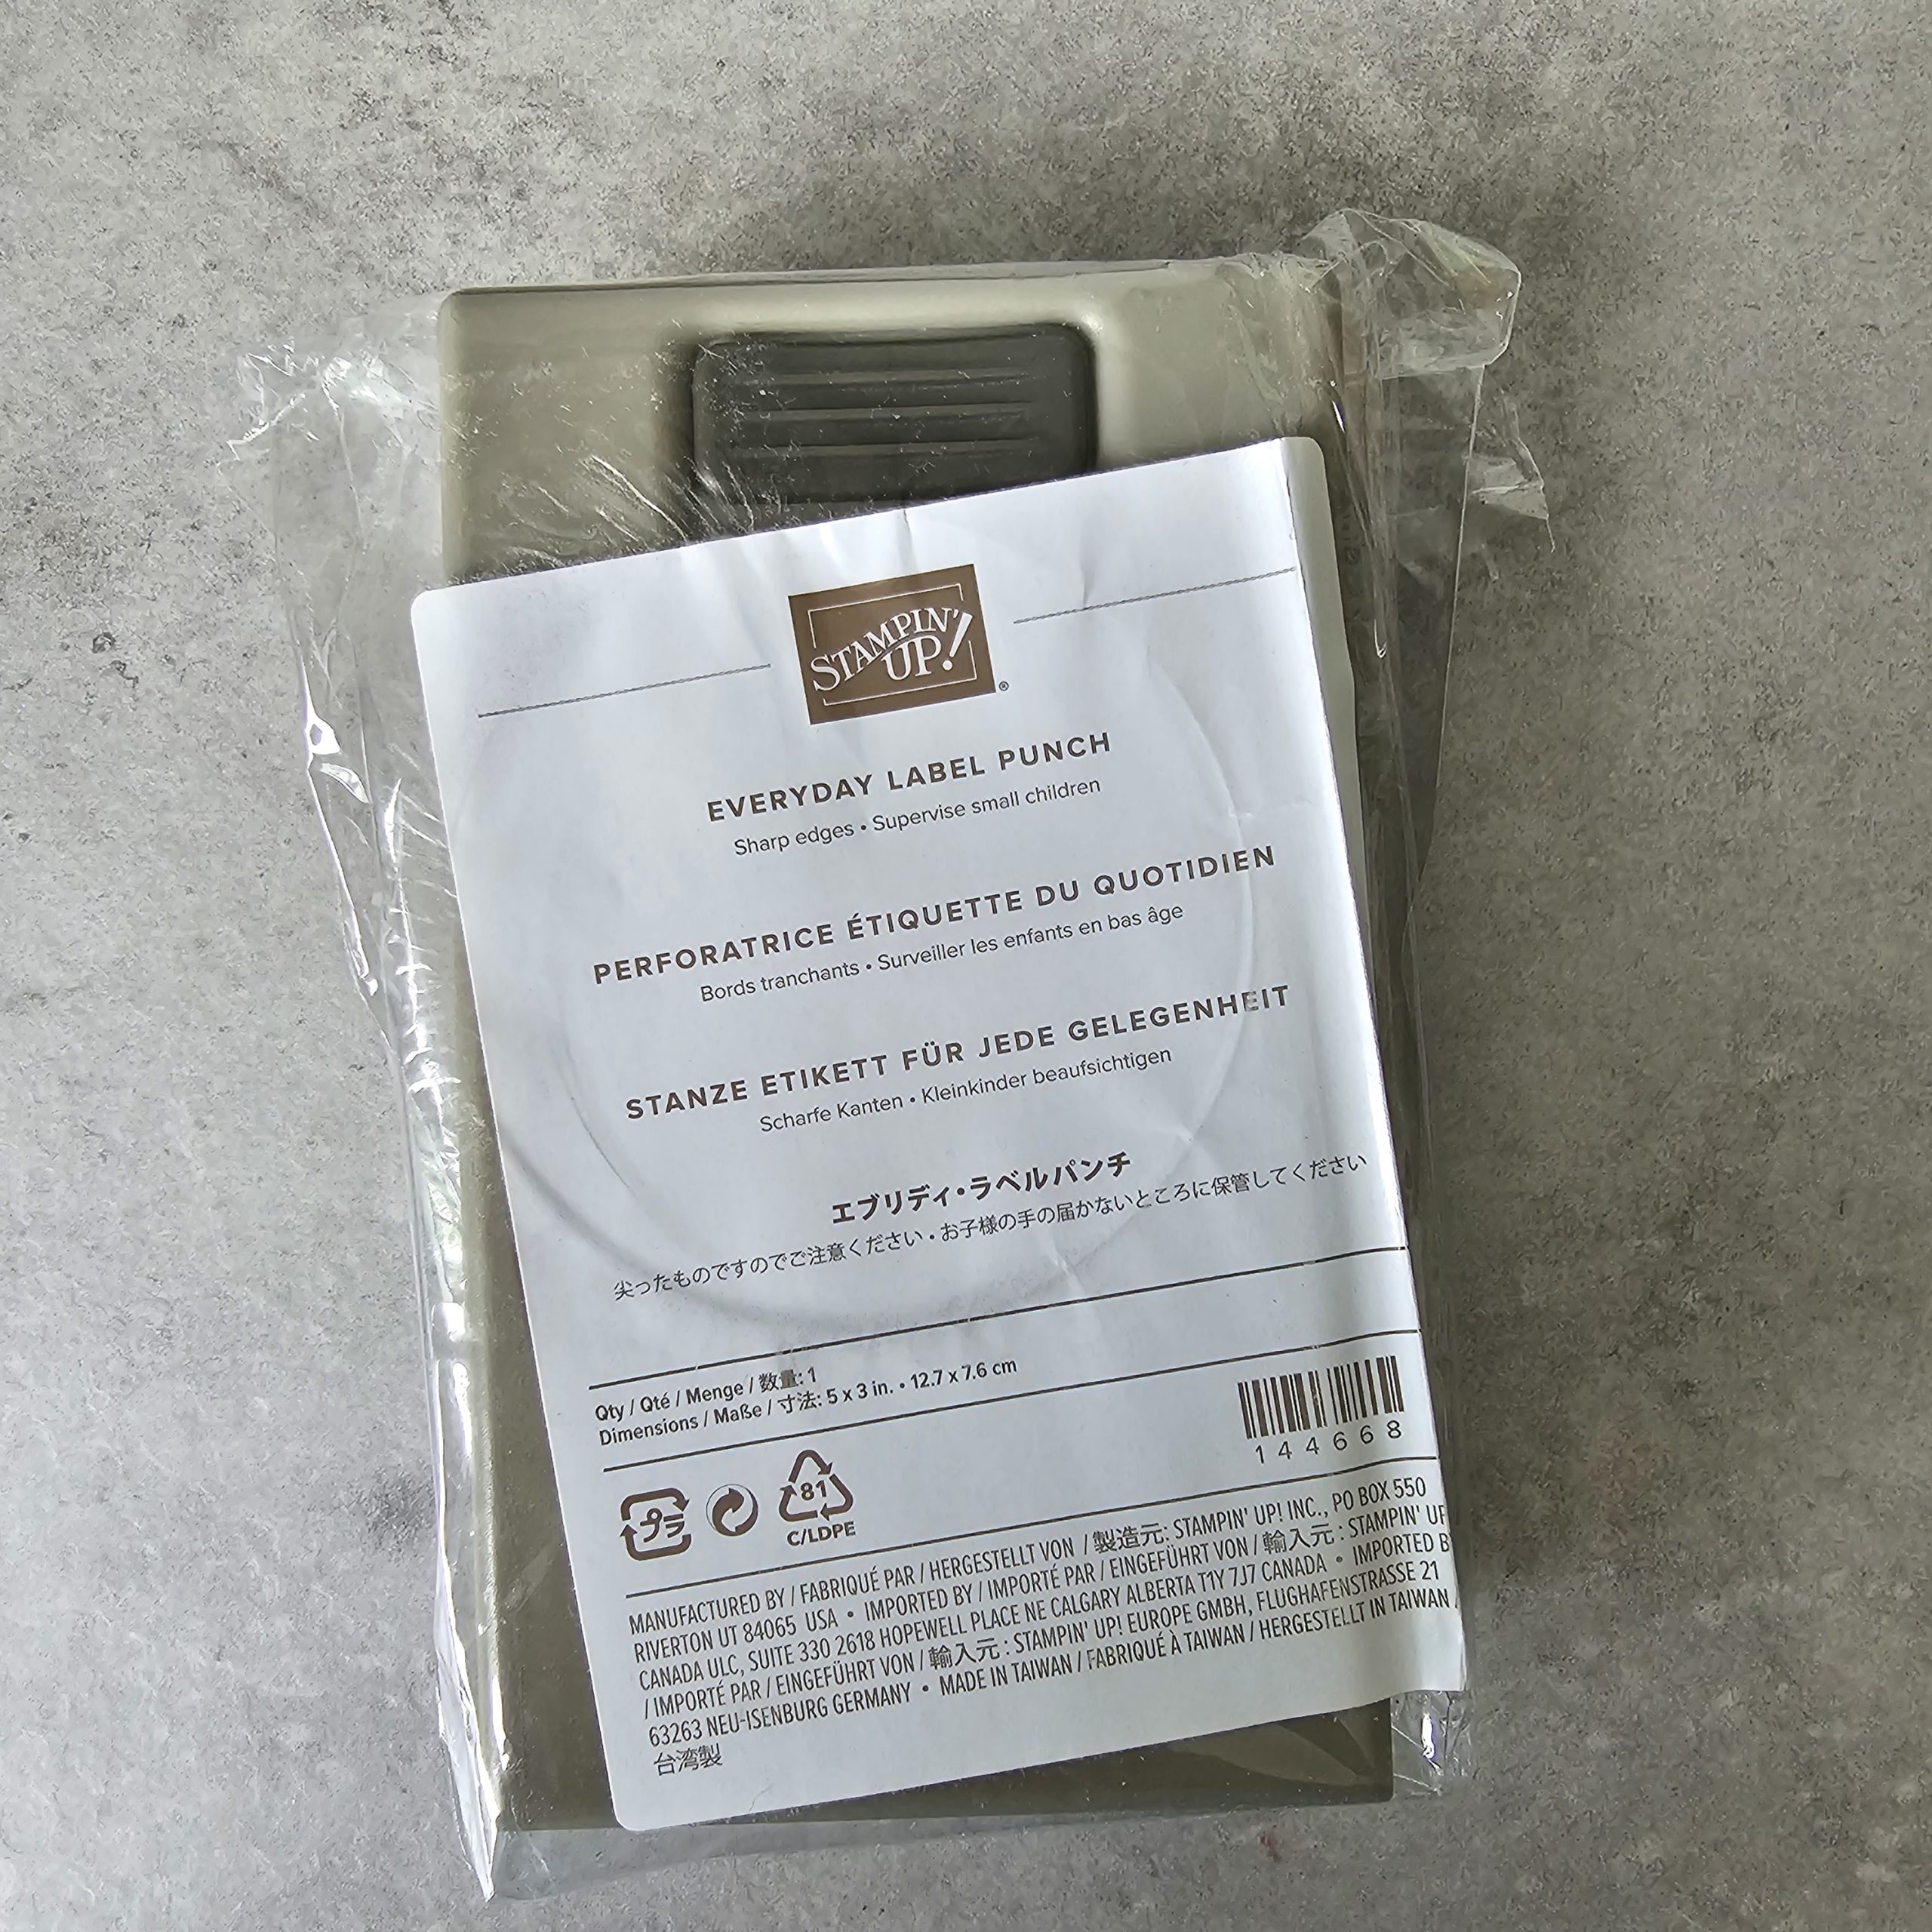 STAMPIN'
UP!
®
EVERYDAY LABEL PUNCH
Sharp edges • Supervise small children
PERFORATRICE ÉTIQUETTE DU QUOTIDIEN
Bords tranchants • Surveiller les enfants en bas âge
STANZE ETIKETT FÜR JEDE GELEGENHEIT
Scharfe Kanten • Kleinkinder beaufsichtigen
エブリディ・ラベルパンチ
尖ったものですのでご注意ください・お子様の手の届かないところに保管してください
Qty / Qté / Menge / 数量: 1
Dimensions / Maße / 寸法: 5 x 3 in. • 12.7 x 7.6 cm
144668
プラ
81
C/LDPE
MANUFACTURED BY / FABRIQUÉ PAR / HERGESTELLT VON / 製造元: STAMPIN' UP! INC., PO BOX 550
RIVERTON UT 84065 USA • IMPORTED BY / IMPORTÉ PAR / EINGEFÜHRT VON / 輸入元 : STAMPIN' UP
CANADA ULC, SUITE 330 2618 HOPEWELL PLACE NE CALGARY ALBERTA T1Y 7J7 CANADA • IMPORTED B
/ IMPORTÉ PAR / EINGEFÜHRT VON / 輸入元 : STAMPIN' UP! EUROPE GMBH, FLUGHAFENSTRASSE 21
63263 NEU-ISENBURG GERMANY • MADE IN TAIWAN / FABRIQUÉ À TAIWAN / HERGESTELLT IN TAIWAN /
台湾製